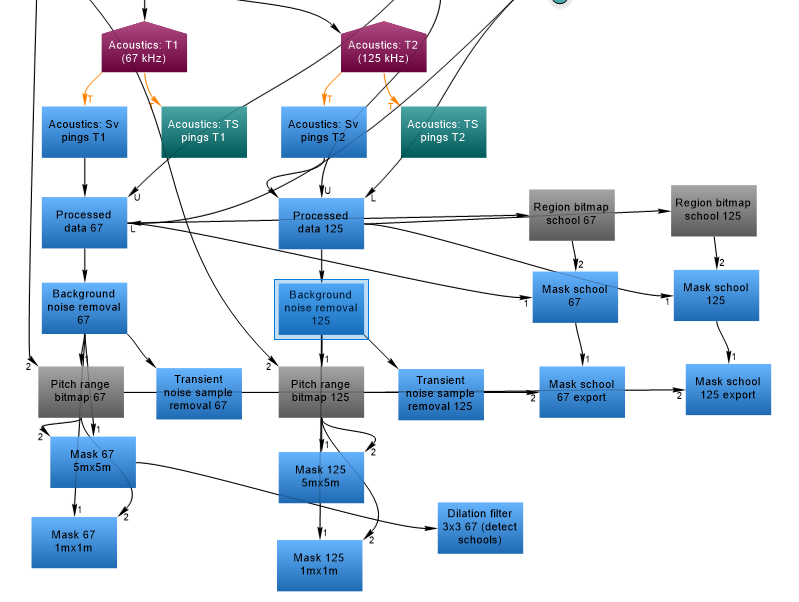 Acoustics: T1
(67 kHz)
Acoustics: T2
(125 kHz)
T
T
T
T
Acoustics: Sv
pings T1
Acoustics: TS
pings T1
Acoustics: Sv
pings T2
Acoustics: TS
pings T2
U
U
L
Processed
data 67
L
Processed
data 125
Region bitmap
school 67
Region bitmap
school 125
2
2
Background
noise removal
67
Background
noise removal
125
1
Mask school
67
1
Mask school
125
2
1
2
1
1
1
Pitch range
bitmap 67
Transient
noise sample
removal 67
Pitch range
bitmap 125
Transient
noise sample
removal 125
2
Mask school
67 export
2
Mask school
125 export
2
1
1
2
Mask 67
5mx5m
Mask 125
5mx5m
1
2
1
2
Mask 67
1mx1m
Mask 125
1mx1m
Dilation filter
3x3 67 (detect
schools)